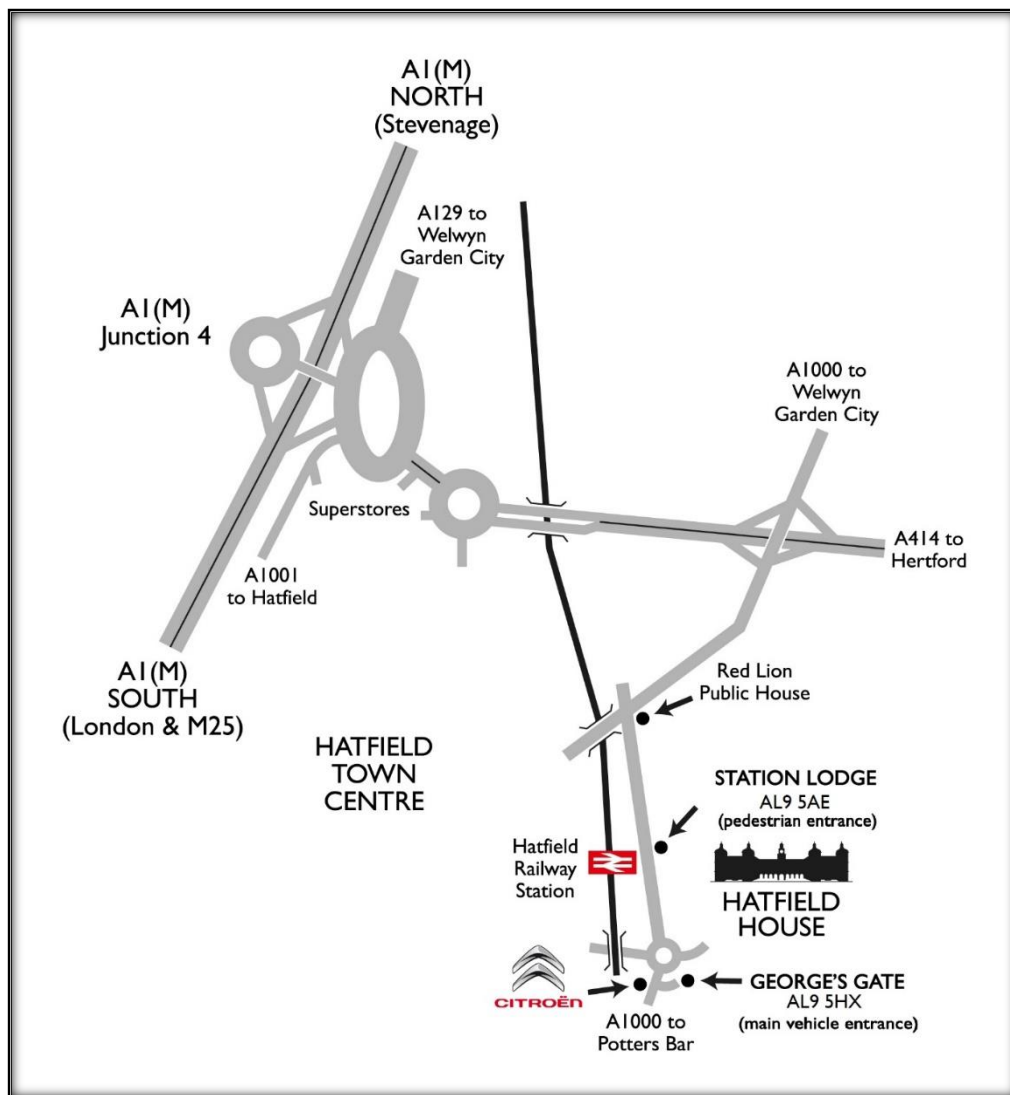 A1(M)
NORTH
(Stevenage)
A129 to
Welwyn
Garden City
A1(M)
Junction 4
A1000 to
Welwyn
Garden City
Superstores
A414 to
Hertford
A1001
to Hatfield
A1(M)
SOUTH
(London & M25)
Red Lion
Public House
HATFIELD
TOWN
CENTRE
STATION LODGE
AL9 5AE
(pedestrian entrance)
Hatfield
Railway
Station
HATFIELD
HOUSE
CITROËN
GEORGE'S GATE
AL9 5HX
(main vehicle entrance)
A1000 to
Potters Bar